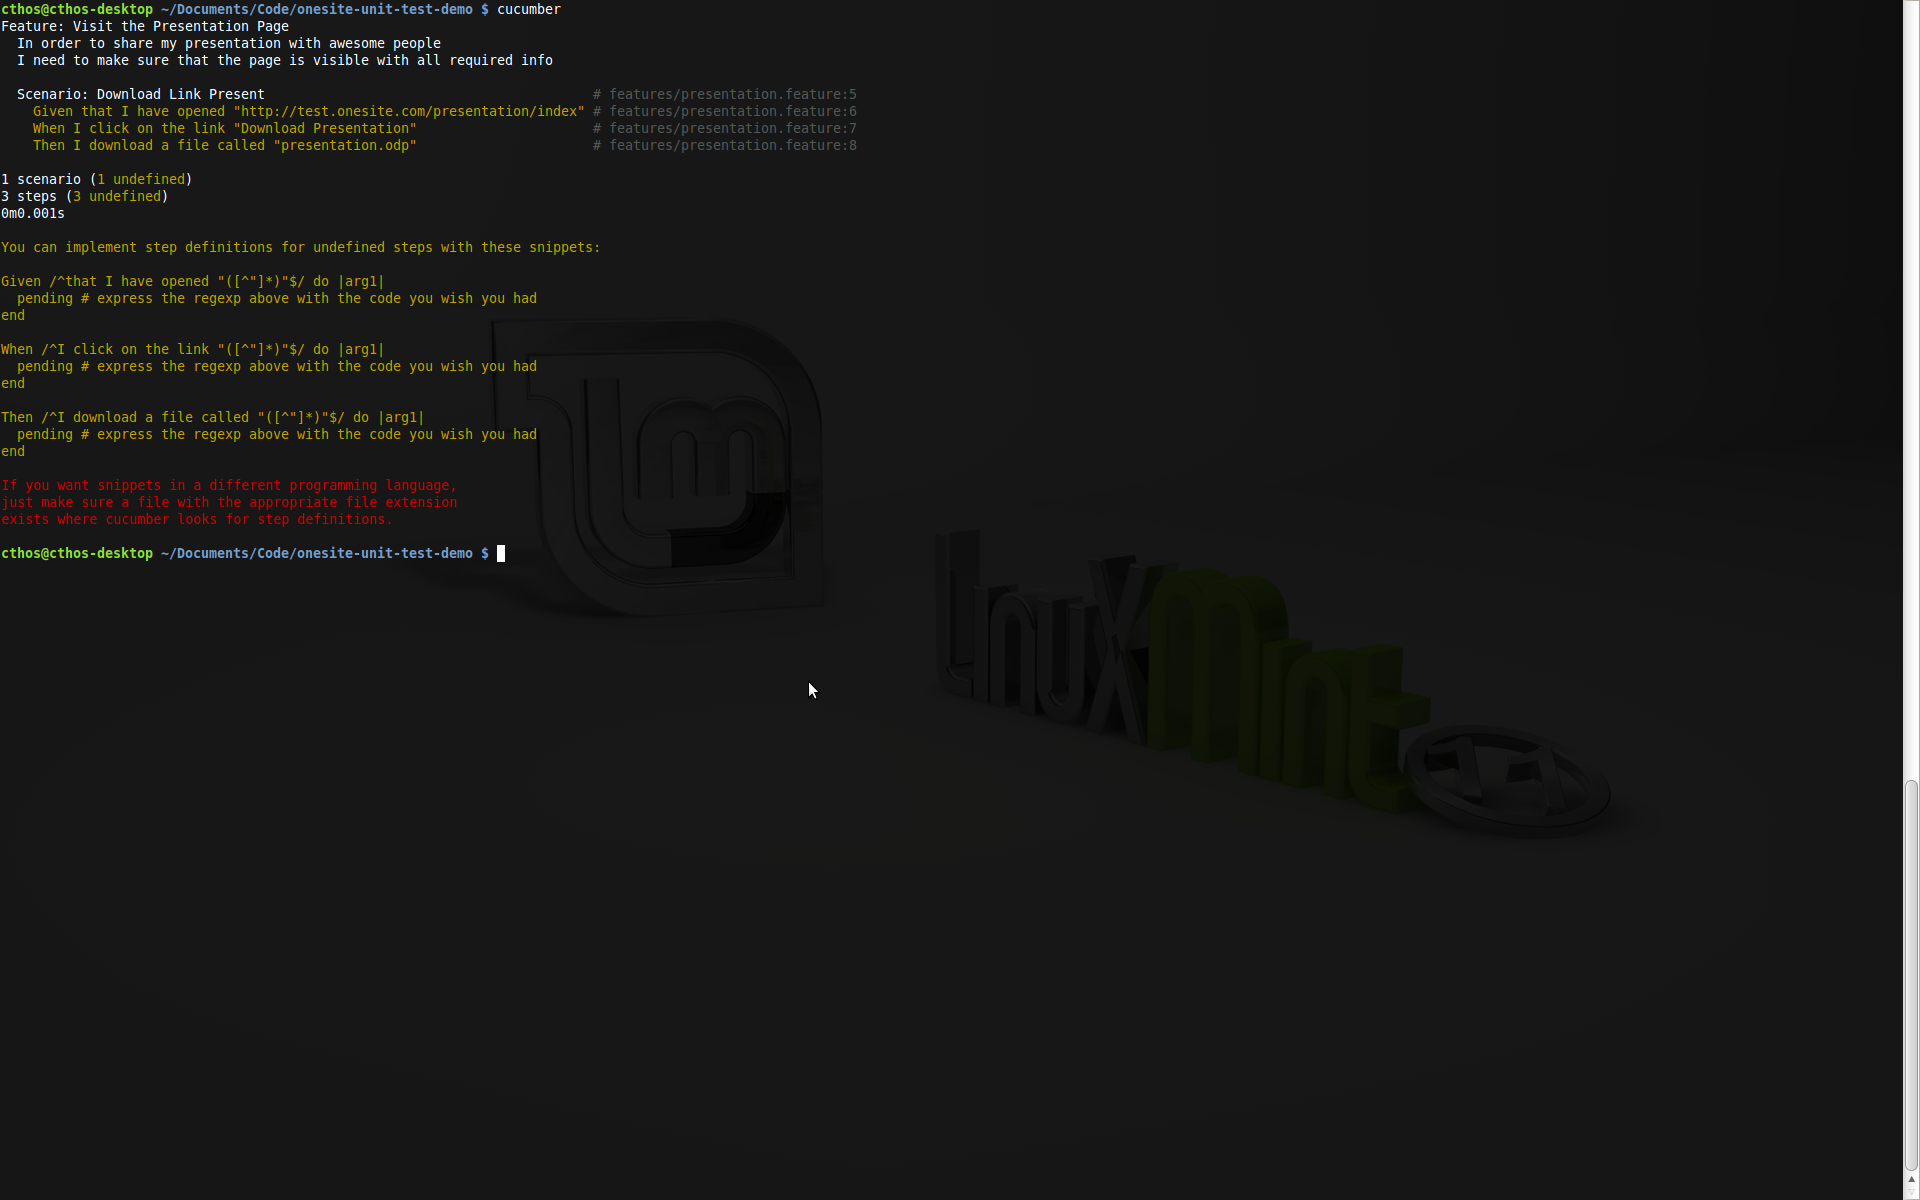 cthos@cthos-desktop ~/Documents/Code/onesite-unit-test-demo $ cucumber
Feature: Visit the Presentation Page
  In order to share my presentation with awesome people
  I need to make sure that the page is visible with all required info
  Scenario: Download Link Present                                         # features/presentation.feature:5
    Given that I have opened "http://test.onesite.com/presentation/index" # features/presentation.feature:6
    When I click on the link "Download Presentation"                      # features/presentation.feature:7
    Then I download a file called "presentation.odp"                      # features/presentation.feature:8
1 scenario (1 undefined)
3 steps (3 undefined)
0m0.001s
You can implement step definitions for undefined steps with these snippets:
Given /^that I have opened "([^"]*)"$/ do |arg1|
  pending # express the regexp above with the code you wish you had
end
When /^I click on the link "([^"]*)"$/ do |arg1|
  pending # express the regexp above with the code you wish you had
end
Then /^I download a file called "([^"]*)"$/ do |arg1|
  pending # express the regexp above with the code you wish you had
end
If you want snippets in a different programming language,
just make sure a file with the appropriate file extension
exists where cucumber looks for step definitions.
cthos@cthos-desktop ~/Documents/Code/onesite-unit-test-demo $
LinuxMint 11